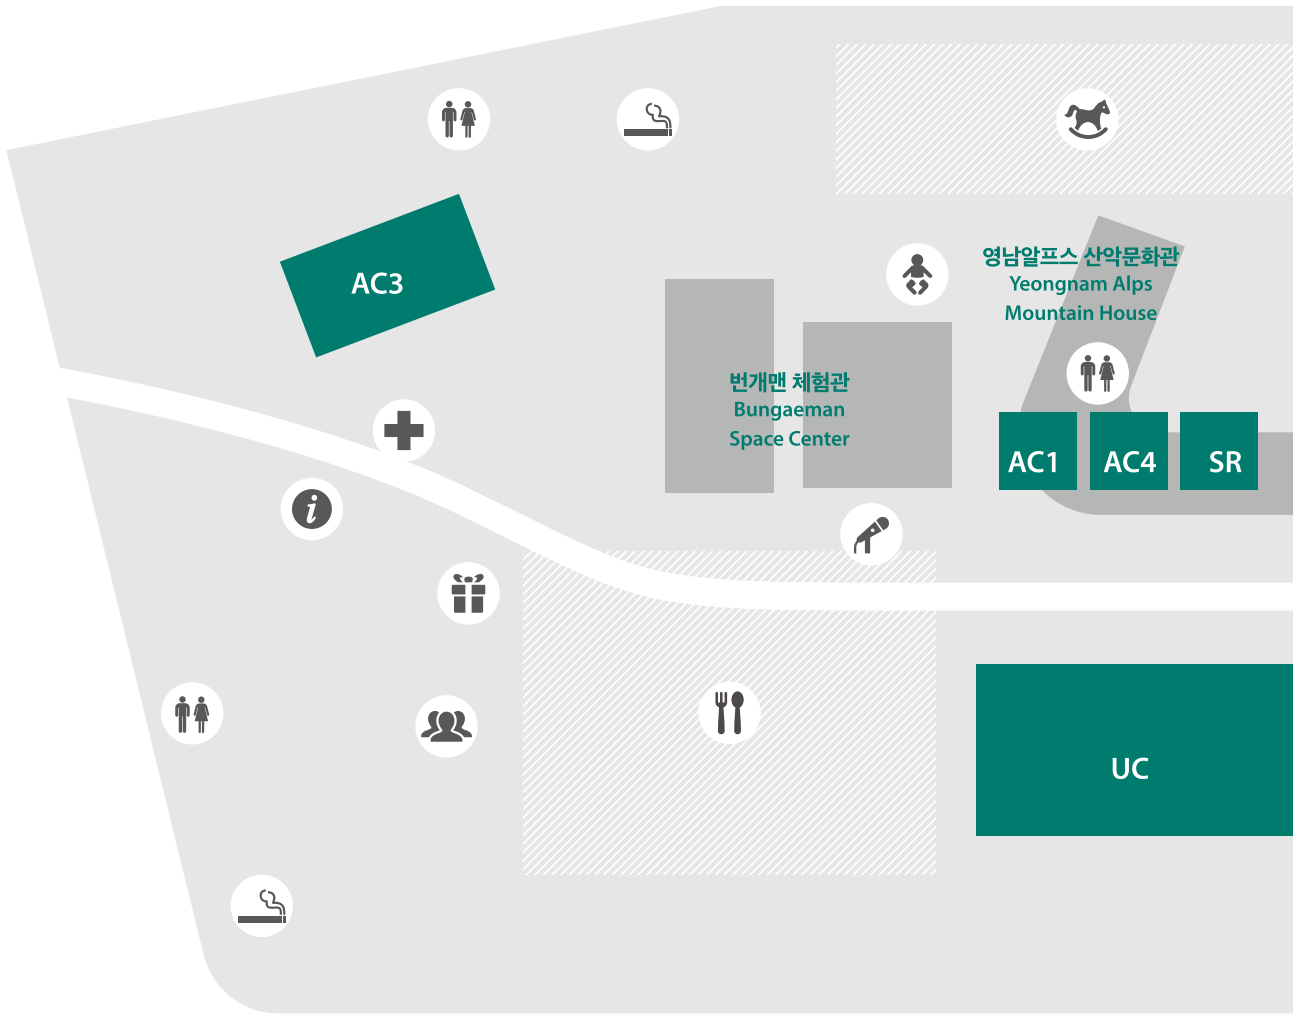 AC3
영남알프스 산악문화관
Yeongnam Alps
Mountain House
번개맨 체험관
Bungaeman
Space Center
AC1
AC4
SR
UC